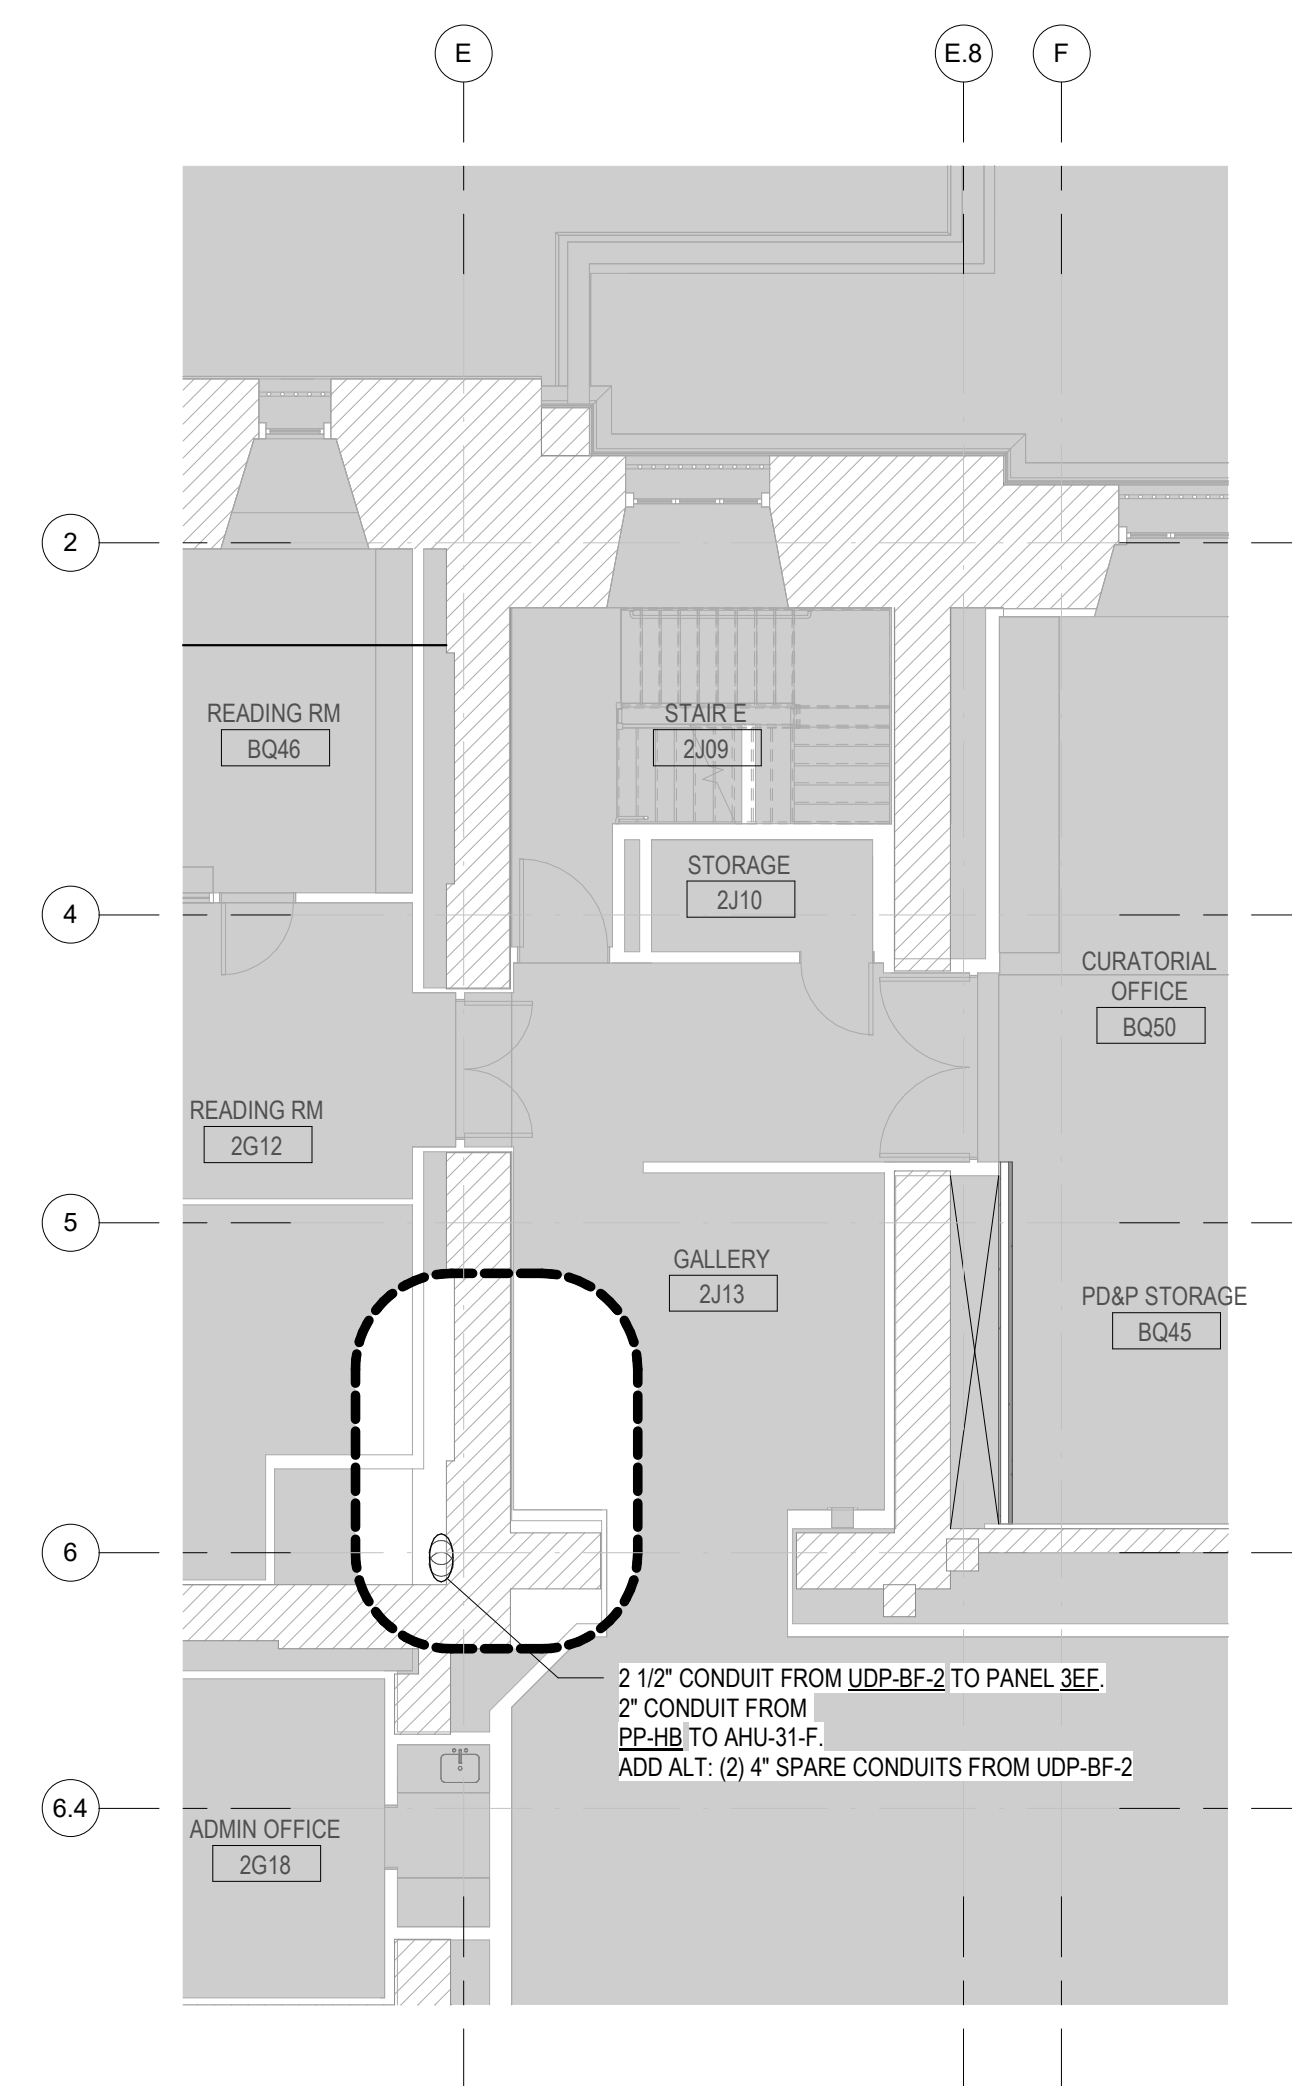 E
E.8
F
2
READING RM
BQ46
STAIR E
2J09
STORAGE
2J10
4
CURATORIAL
OFFICE
BQ50
READING RM
2G12
5
GALLERY
2J13
PD&P STORAGE
BQ45
6
2 1/2" CONDUIT FROM UDP-BF-2 TO PANEL 3EF.
2" CONDUIT FROM
PP-HB TO AHU-31-F.
ADD ALT: (2) 4" SPARE CONDUITS FROM UDP-BF-2
6.4
ADMIN OFFICE
2G18